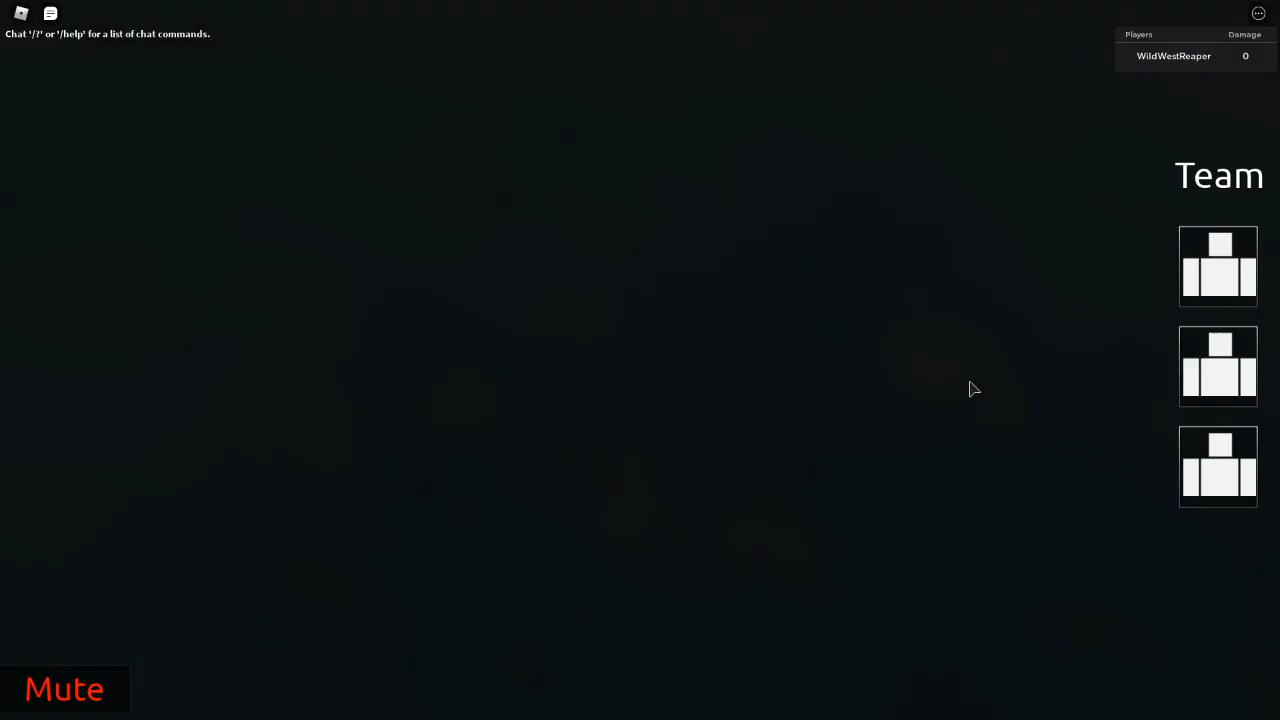 Chat '/?' or '/help' for a list of chat commands.
Players Damage
WildWestReaper 0
Team
Mute